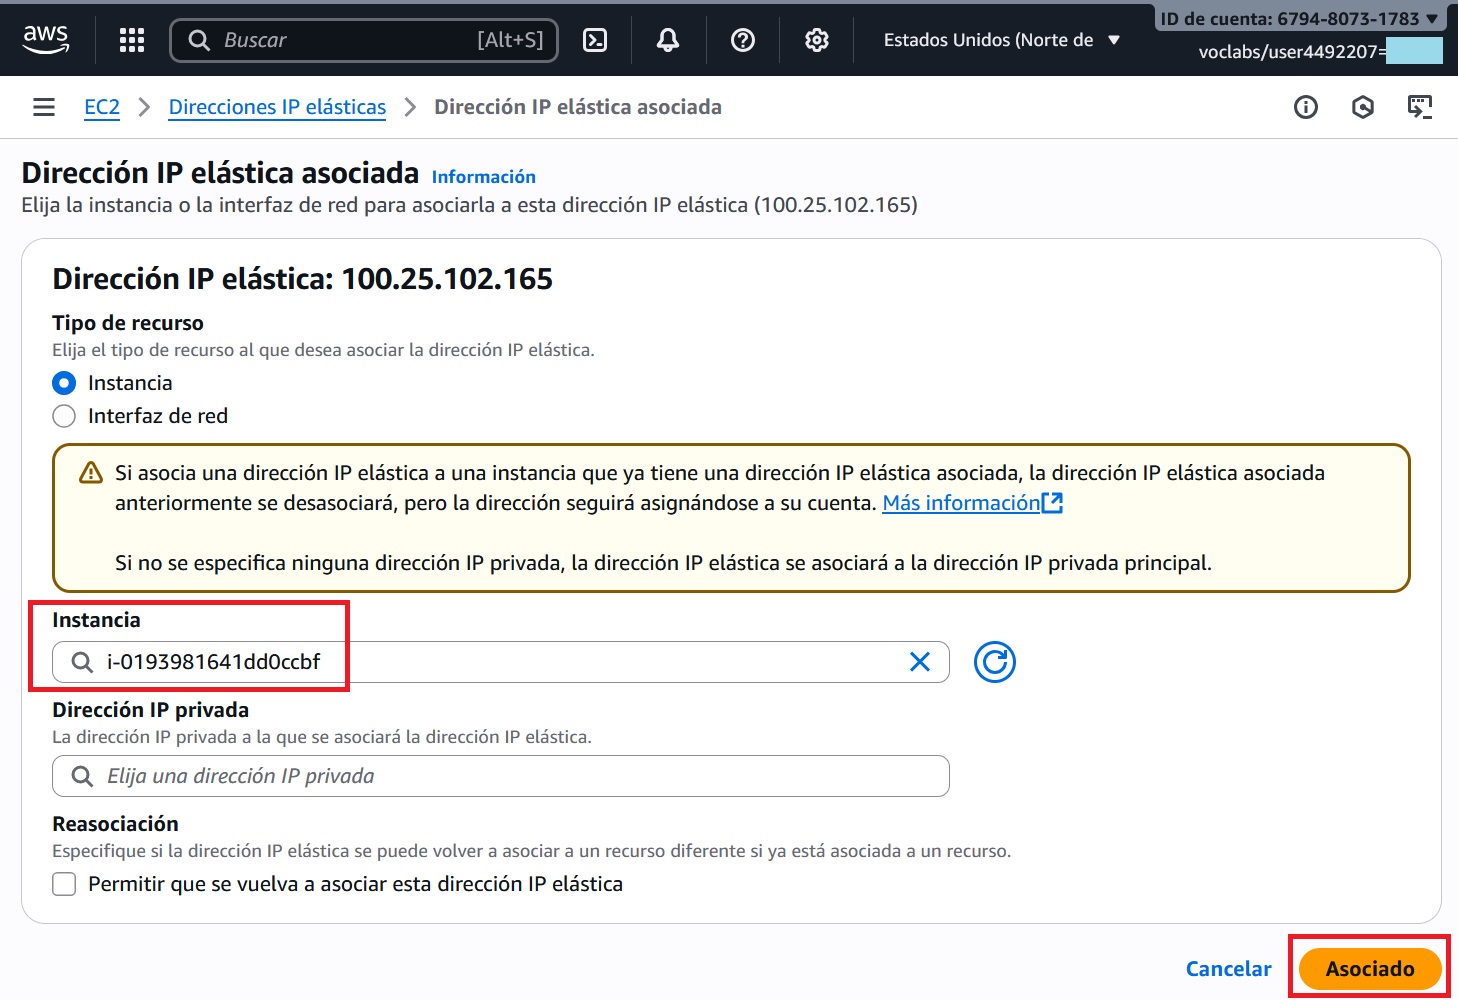 aws
Buscar
[Alt+S]
Estados Unidos (Norte de
ID de cuenta: 6794-8073-1783
voclabs/user4492207=
EC2
Direcciones IP elásticas
Dirección IP elástica asociada
Dirección IP elástica asociada Información
Elija la instancia o la interfaz de red para asociarla a esta dirección IP elástica (100.25.102.165)
Dirección IP elástica: 100.25.102.165
Tipo de recurso
Elija el tipo de recurso al que desea asociar la dirección IP elástica.
Instancia
Interfaz de red
Si asocia una dirección IP elástica a una instancia que ya tiene una dirección IP elástica asociada, la dirección IP elástica asociada
anteriormente se desasociará, pero la dirección seguirá asignándose a su cuenta. Más información
Si no se especifica ninguna dirección IP privada, la dirección IP elástica se asociará a la dirección IP privada principal.
Instancia
i-0193981641dd0ccbf
Dirección IP privada
La dirección IP privada a la que se asociará la dirección IP elástica.
Elija una dirección IP privada
Reasociación
Especifique si la dirección IP elástica se puede volver a asociar a un recurso diferente si ya está asociada a un recurso.
Permitir que se vuelva a asociar esta dirección IP elástica
Cancelar
Asociado